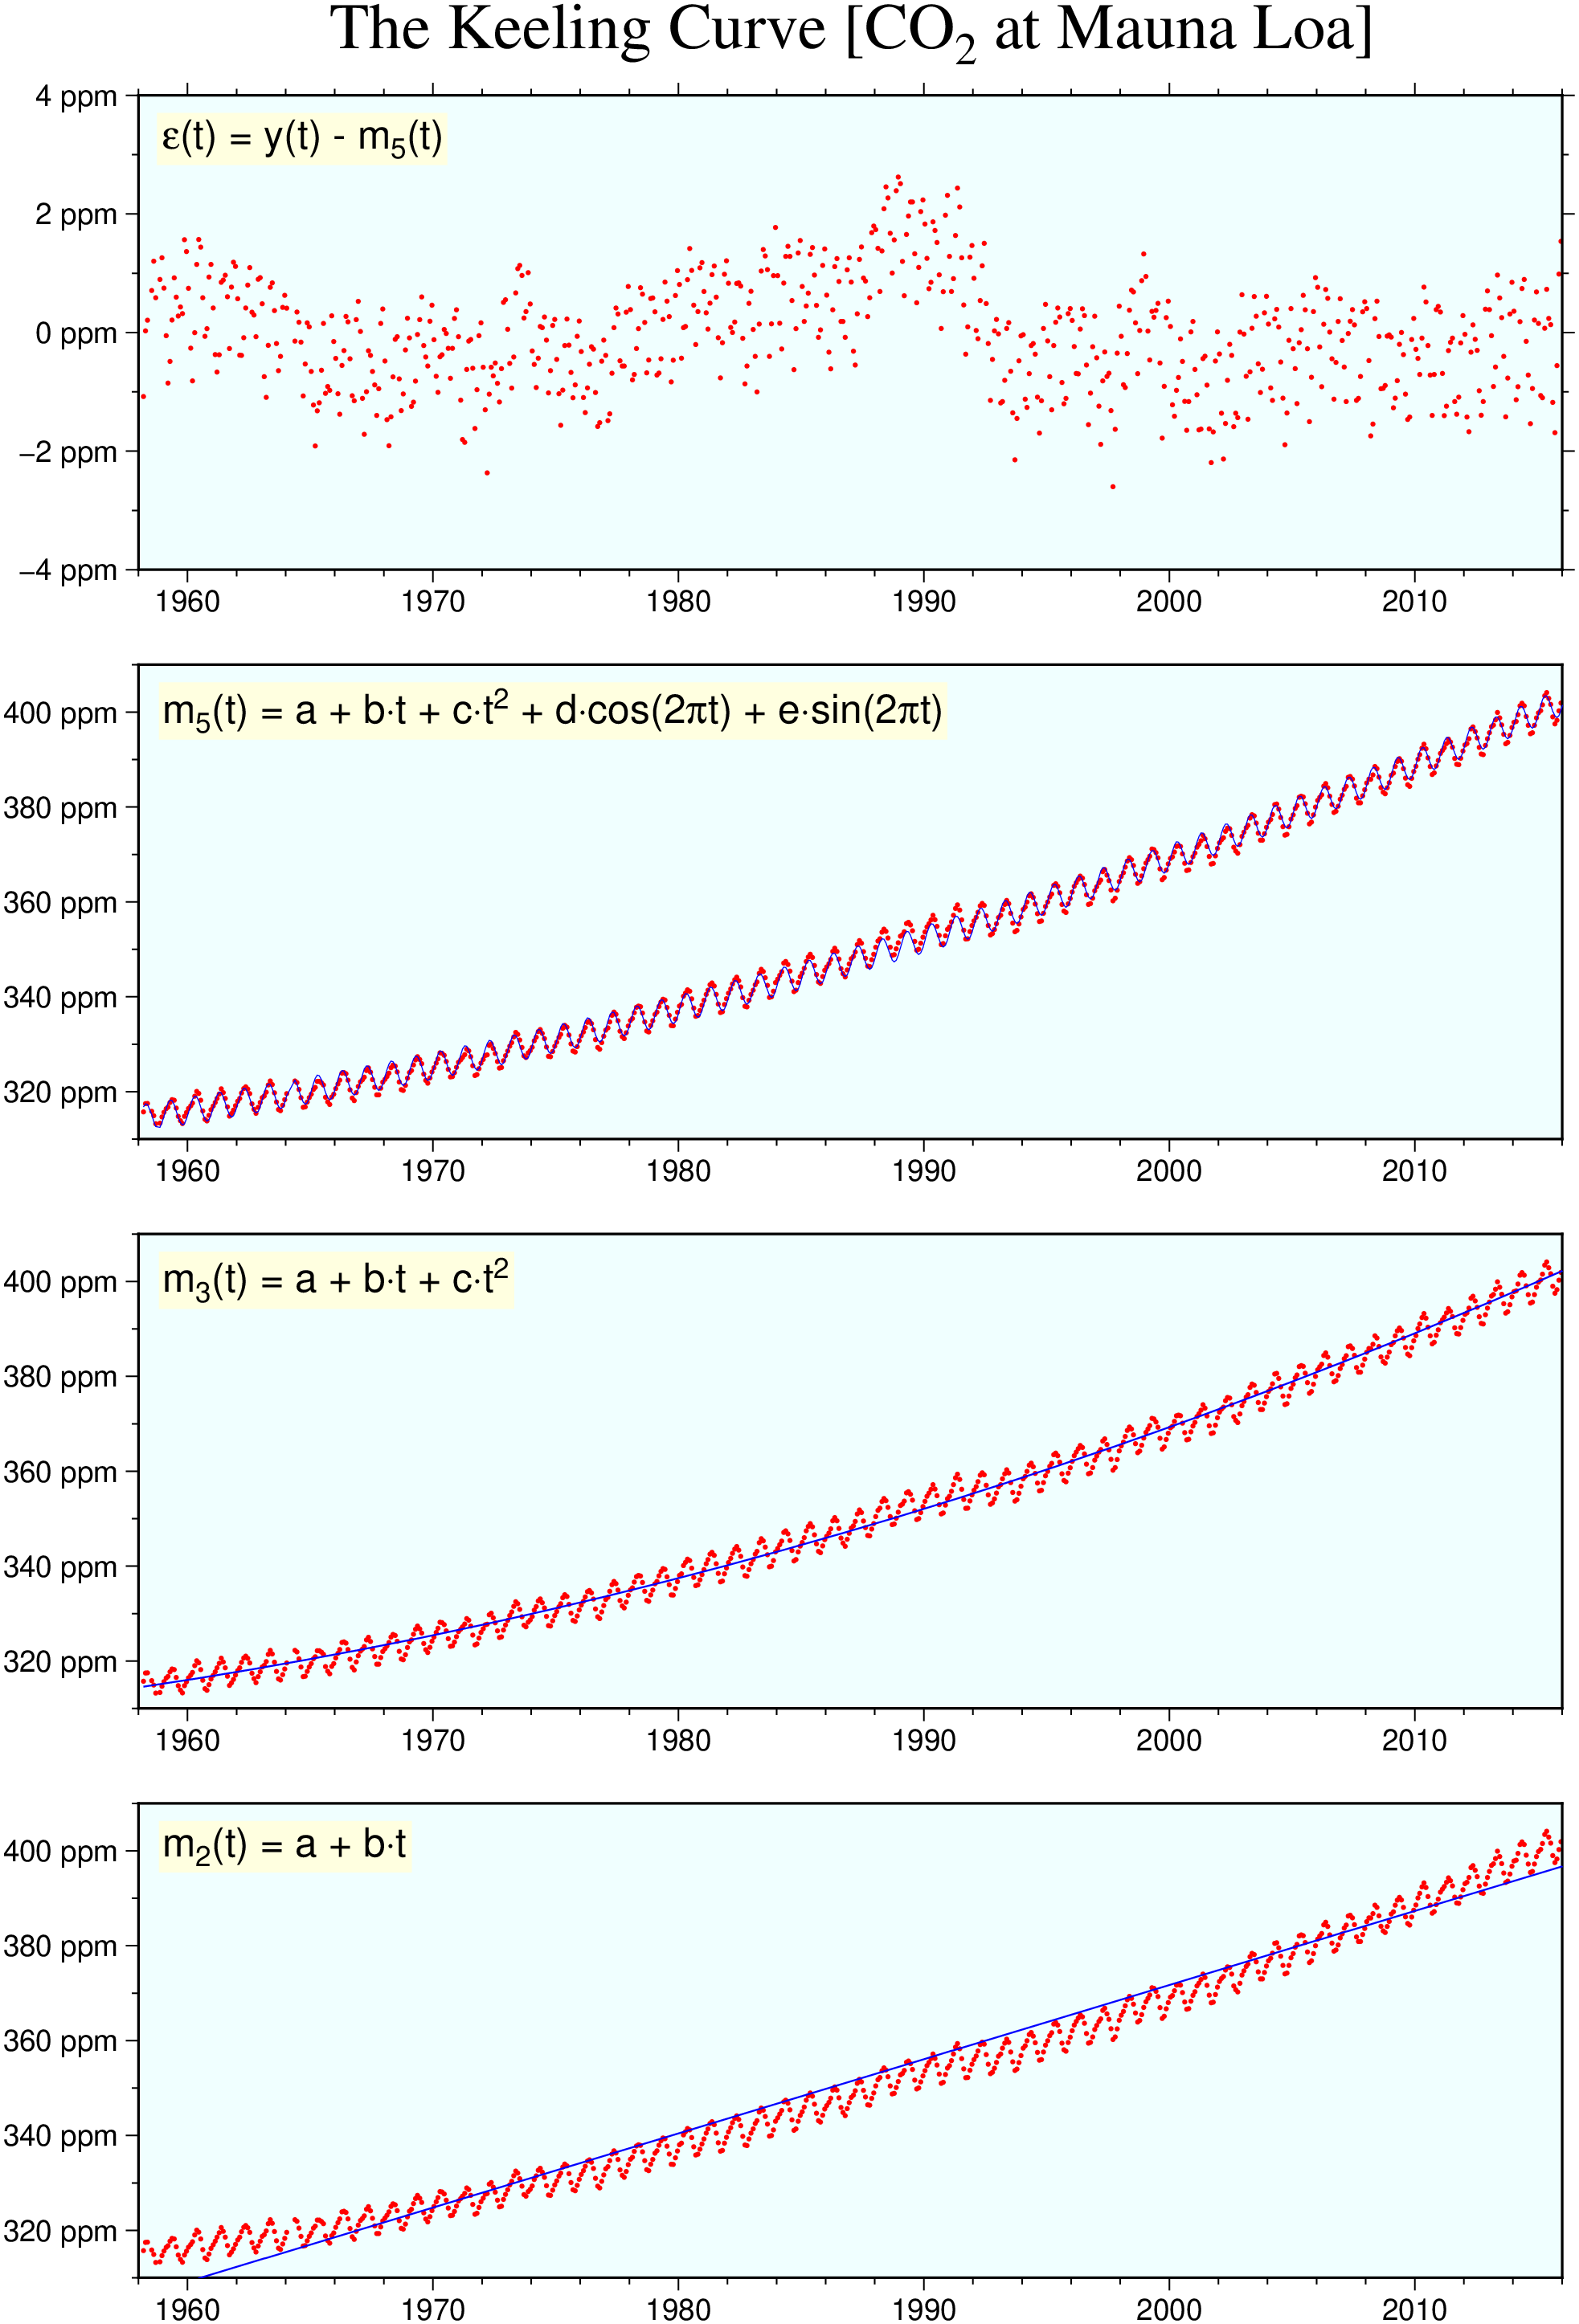 The Keeling Curve [CO₂ at Mauna Loa]
4 ppm
ε(t) = y(t) - m₅(t)
2 ppm
0 ppm
−2 ppm
−4 ppm
1960 1970 1980 1990 2000 2010
m₅(t) = a + b·t + c·t² + d·cos(2πt) + e·sin(2πt)
400 ppm
380 ppm
360 ppm
340 ppm
320 ppm
1960 1970 1980 1990 2000 2010
m₃(t) = a + b·t + c·t²
400 ppm
380 ppm
360 ppm
340 ppm
320 ppm
1960 1970 1980 1990 2000 2010
m₂(t) = a + b·t
400 ppm
380 ppm
360 ppm
340 ppm
320 ppm
1960 1970 1980 1990 2000 2010